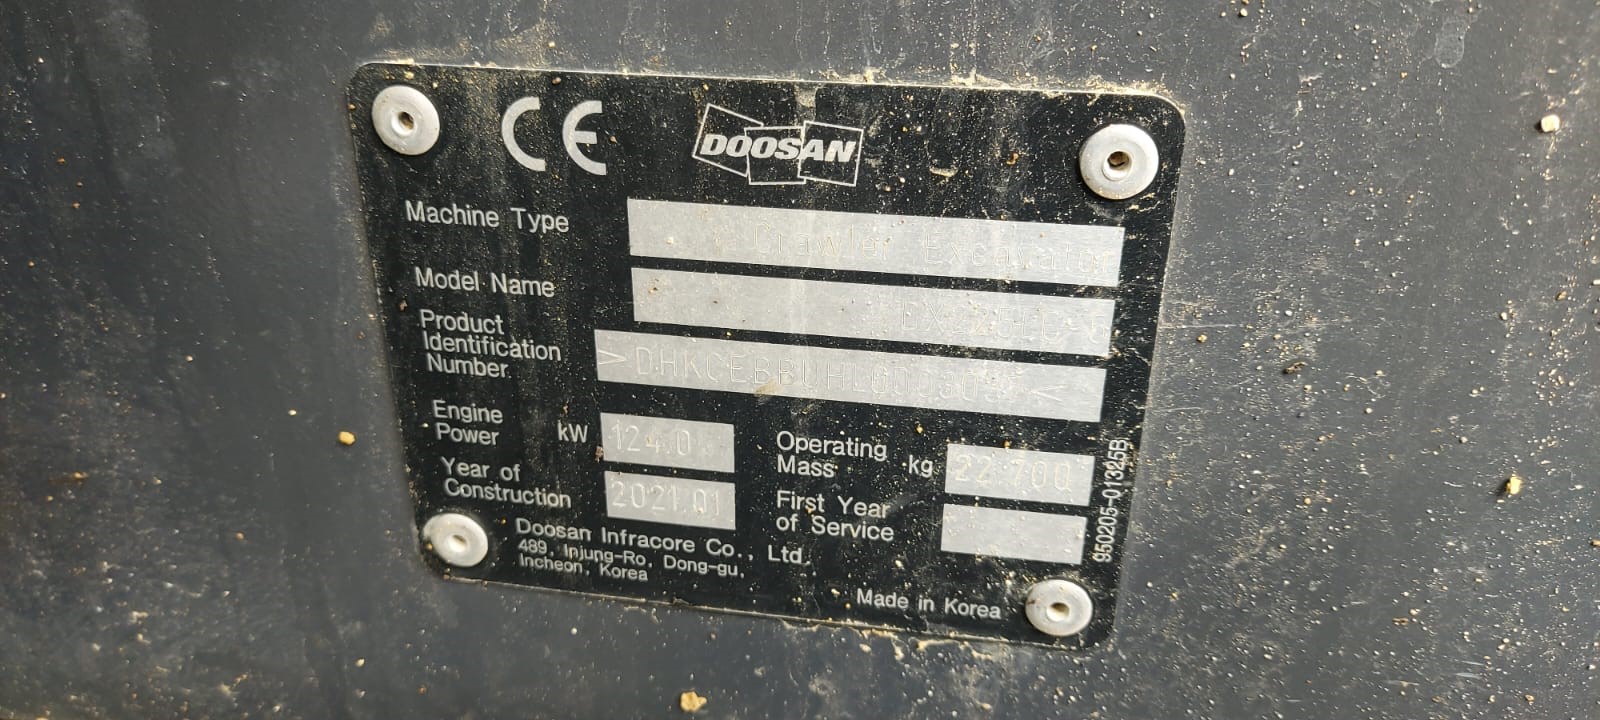 CE
DOOSAN
Machine Type Crawler Excavator
Model Name
Product
Identification
Number
Engine
Power kW 124.0
Operating
Mass kg 22.700
Year of
Construction 2021.01
First Year
of Service
Doosan Infracore Co., Ltd.
489, Injung-Ro, Dong-gu,
Incheon, Korea
Made in Korea
950205-01325B